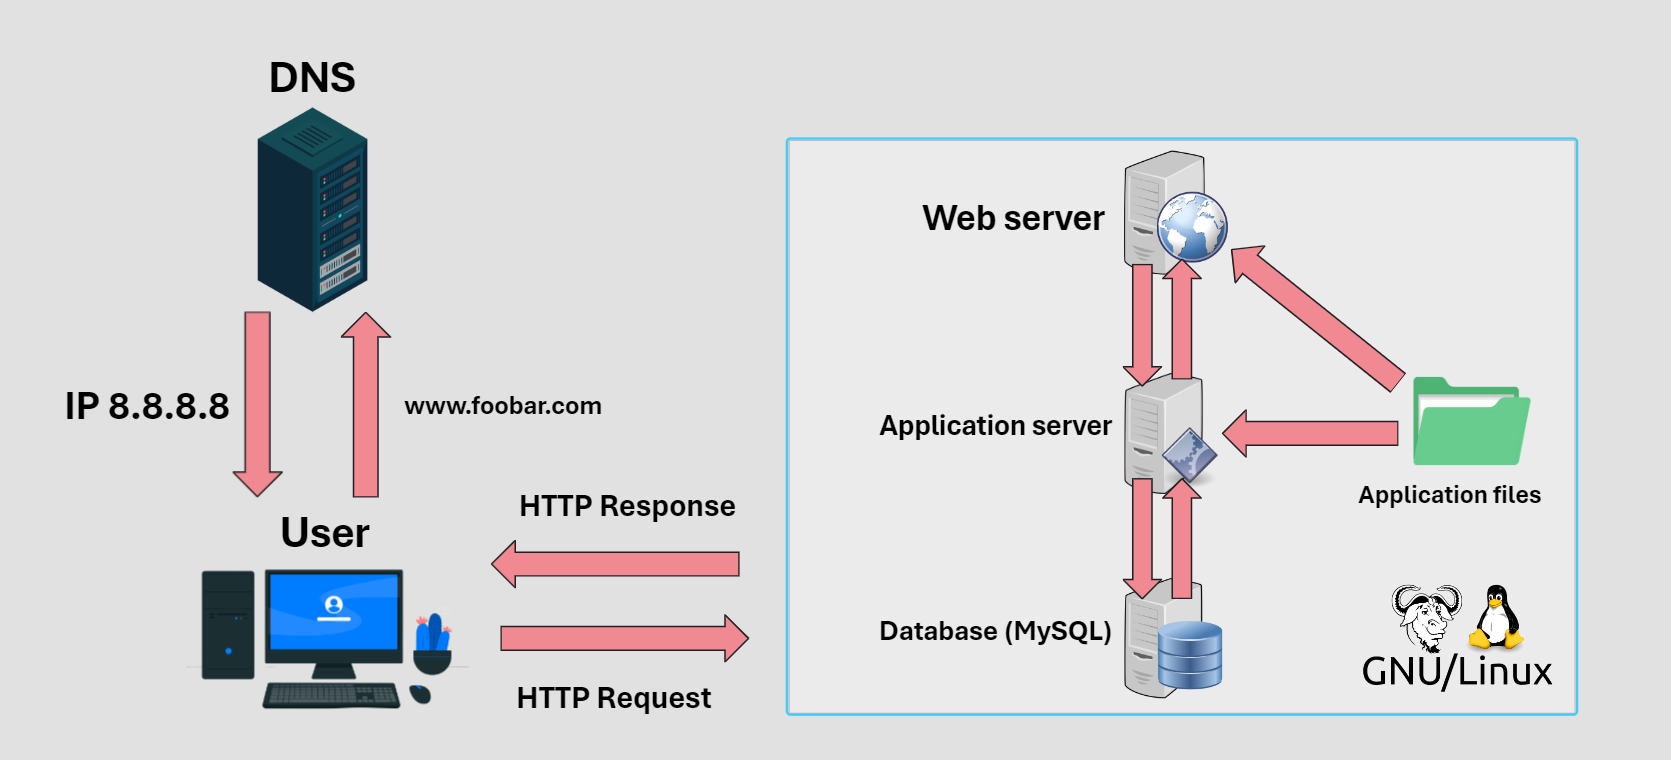 DNS
IP 8.8.8.8
www.foobar.com
User
HTTP Response
HTTP Request
Web server
Application server
Application files
Database (MySQL)
GNU/Linux